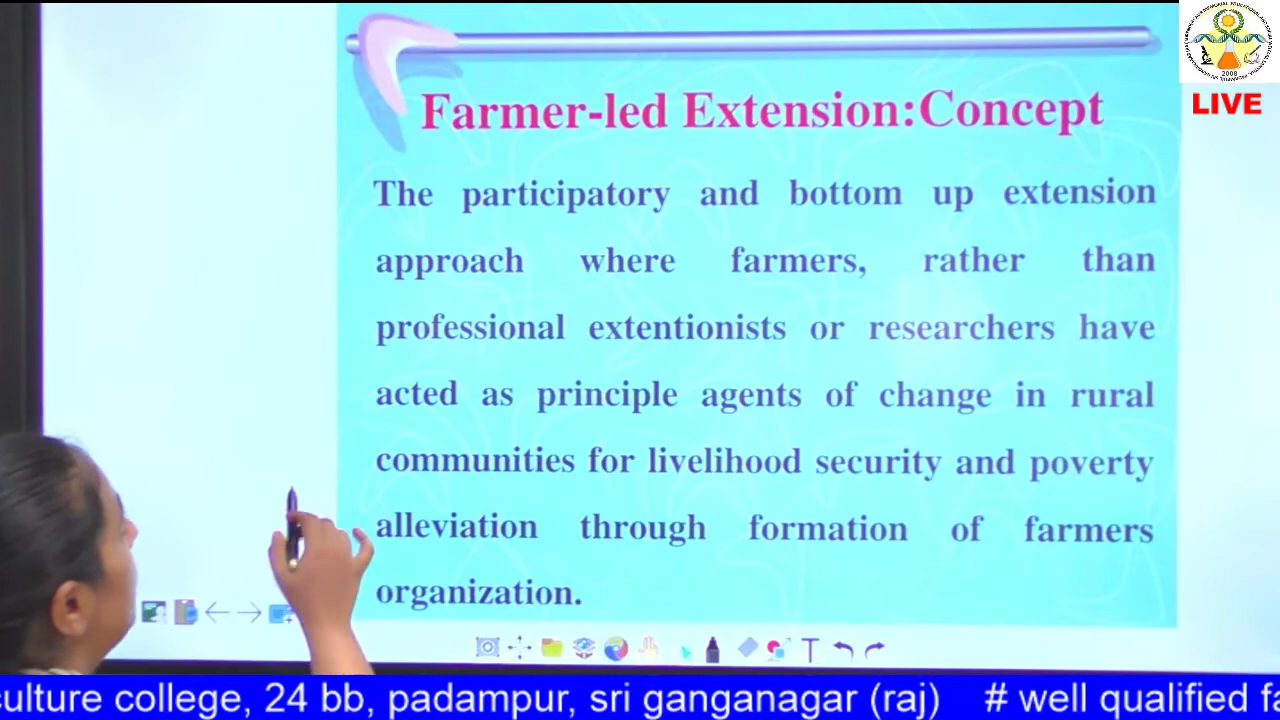 2008
LIVE
Farmer-led Extension:Concept
The participatory and bottom up extension
approach where farmers, rather than
professional extentionists or researchers have
acted as principle agents of change in rural
communities for livelihood security and poverty
alleviation through formation of farmers
organization.
T
culture college, 24 bb, padampur, sri ganganagar (raj) # well qualified fa